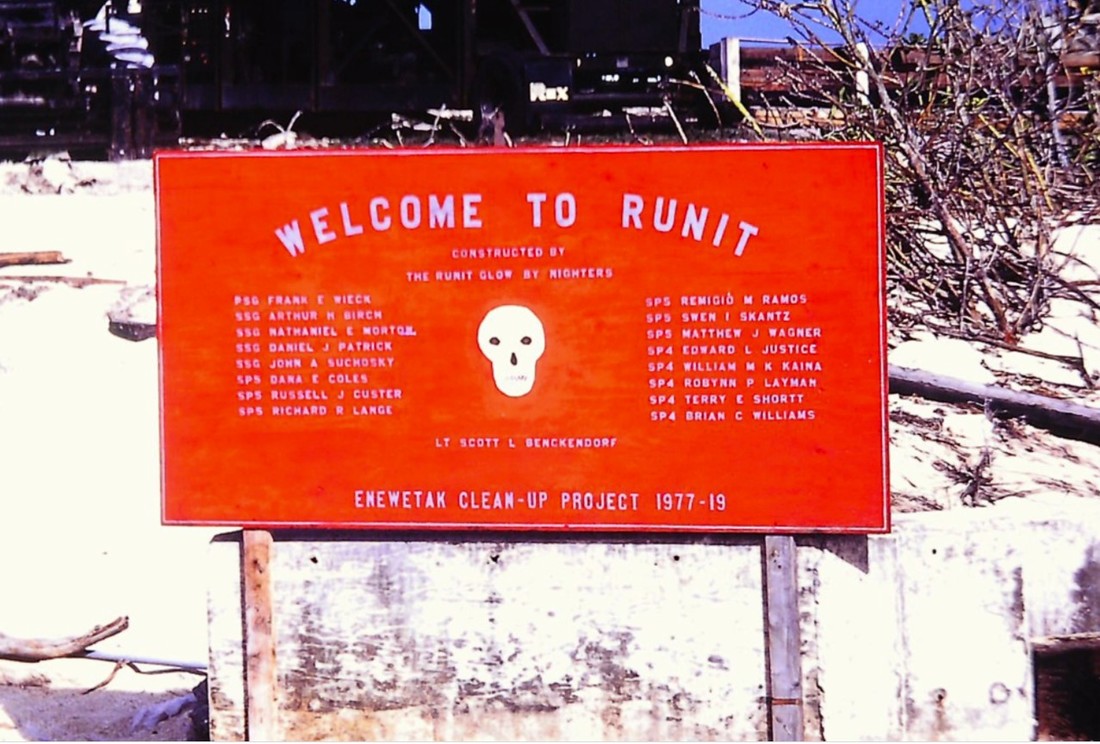 WELCOME TO RUNIT
CONSTRUCTED BY
THE RUNIT GLOW BY NIGHTERS
PSG FRANK E WIECK
SSG ARTHUR H BIRCH
SSG NATHANIEL E MORTON
SSG DANIEL J PATRICK
SSG JOHN A SUCHOSKY
SP5 DANA E COLES
SP5 RUSSELL J CUSTER
SP5 RICHARD R LANGE
SP5 REMIGIO M RAMOS
SP5 SWEN I SKANTZ
SP5 MATTHEW J WAGNER
SP4 EDWARD L JUSTICE
SP4 WILLIAM M K KAINA
SP4 ROBYNN P LAYMAN
SP4 TERRY E SHORTT
SP4 BRIAN C WILLIAMS
LT SCOTT L BENCKENDORF
ENEWETAK CLEAN-UP PROJECT 1977-19